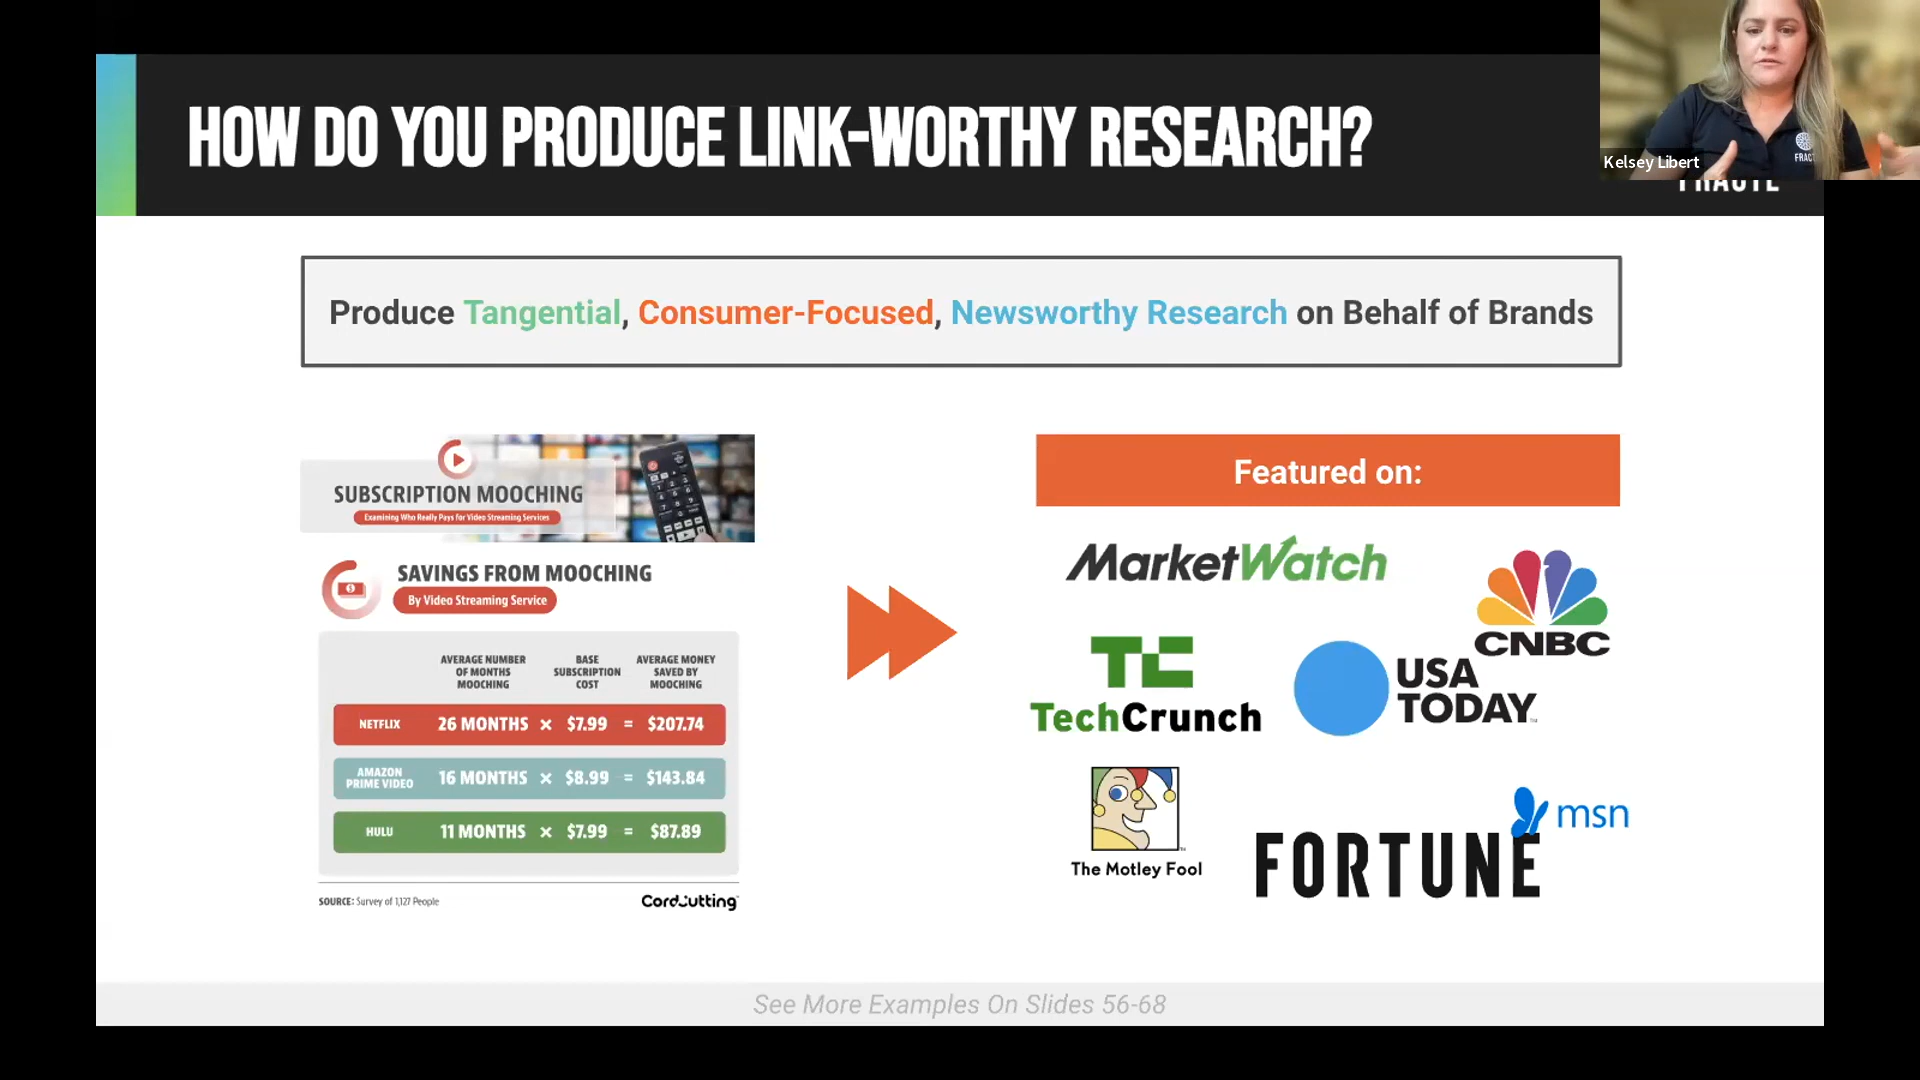 HOW DO YOU PRODUCE LINK-WORTHY RESEARCH?
Kelsey Libert
FRACTL
Produce Tangential, Consumer-Focused, Newsworthy Research on Behalf of Brands
SUBSCRIPTION MOOCHING
Examining Who Really Pays for Video Streaming Services
SAVINGS FROM MOOCHING
By Video Streaming Service
AVERAGE NUMBER OF MONTHS MOOCHING
BASE SUBSCRIPTION COST
AVERAGE MONEY SAVED BY MOOCHING
NETFLIX 26 MONTHS × $7.99 = $207.74
AMAZON PRIME VIDEO 16 MONTHS × $8.99 = $143.84
HULU 11 MONTHS × $7.99 = $87.89
SOURCE: Survey of 1,127 People
CordCutting
Featured on:
MarketWatch
CNBC
TC
TechCrunch
USA TODAY
The Motley Fool
msn
FORTUNE
See More Examples On Slides 56-68